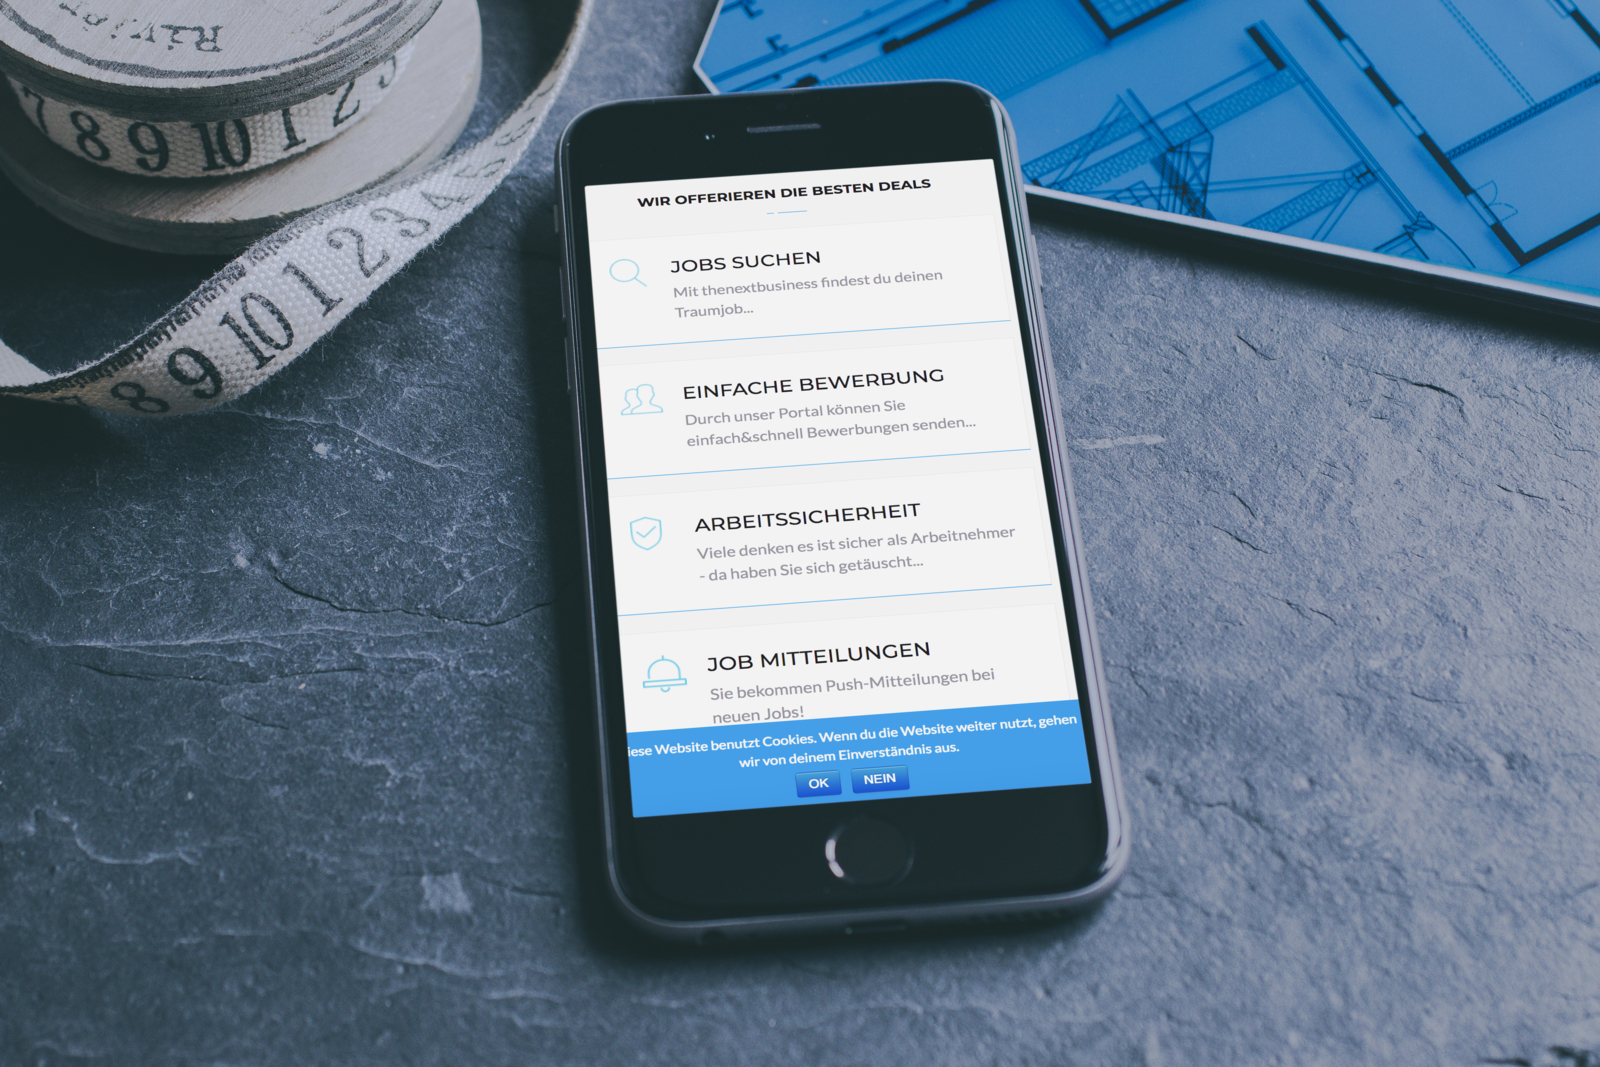 Rivièr
7 8 9 10 1 2 3
8 9 10 1 2 3 4 5 6
WIR OFFERIEREN DIE BESTEN DEALS
JOBS SUCHEN
Mit thenextbusiness findest du deinen
Traumjob...
EINFACHE BEWERBUNG
Durch unser Portal können Sie
einfach&schnell Bewerbungen senden...
ARBEITSSICHERHEIT
Viele denken es ist sicher als Arbeitnehmer
- da haben Sie sich getäuscht...
JOB MITTEILUNGEN
Sie bekommen Push-Mitteilungen bei
neuen Jobs!
iese Website benutzt Cookies. Wenn du die Website weiter nutzt, gehen
wir von deinem Einverständnis aus.
OK NEIN